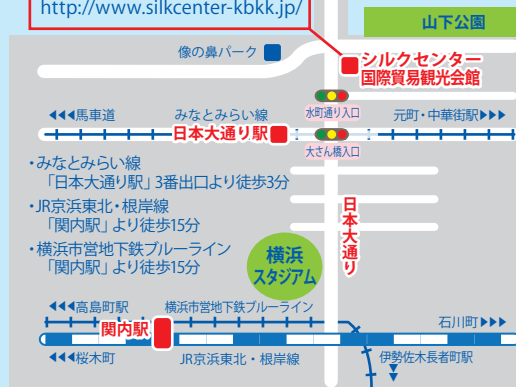 http://www.silkcenter-kbkk.jp/
山下公園
像の鼻パーク
シルクセンター
国際貿易観光会館
水町通り入口
◀◀◀馬車道
みなとみらい線
元町・中華街駅▶▶▶
日本大通り駅
大さん橋入口
・みなとみらい線
「日本大通り駅」3番出口より徒歩3分
・JR京浜東北・根岸線
「関内駅」より徒歩15分
・横浜市営地下鉄ブルーライン
「関内駅」より徒歩15分
日本大通り
横浜
スタジアム
◀◀◀高島町駅
横浜市営地下鉄ブルーライン
石川町▶▶▶
関内駅
◀◀◀桜木町
JR京浜東北・根岸線
伊勢佐木長者町駅